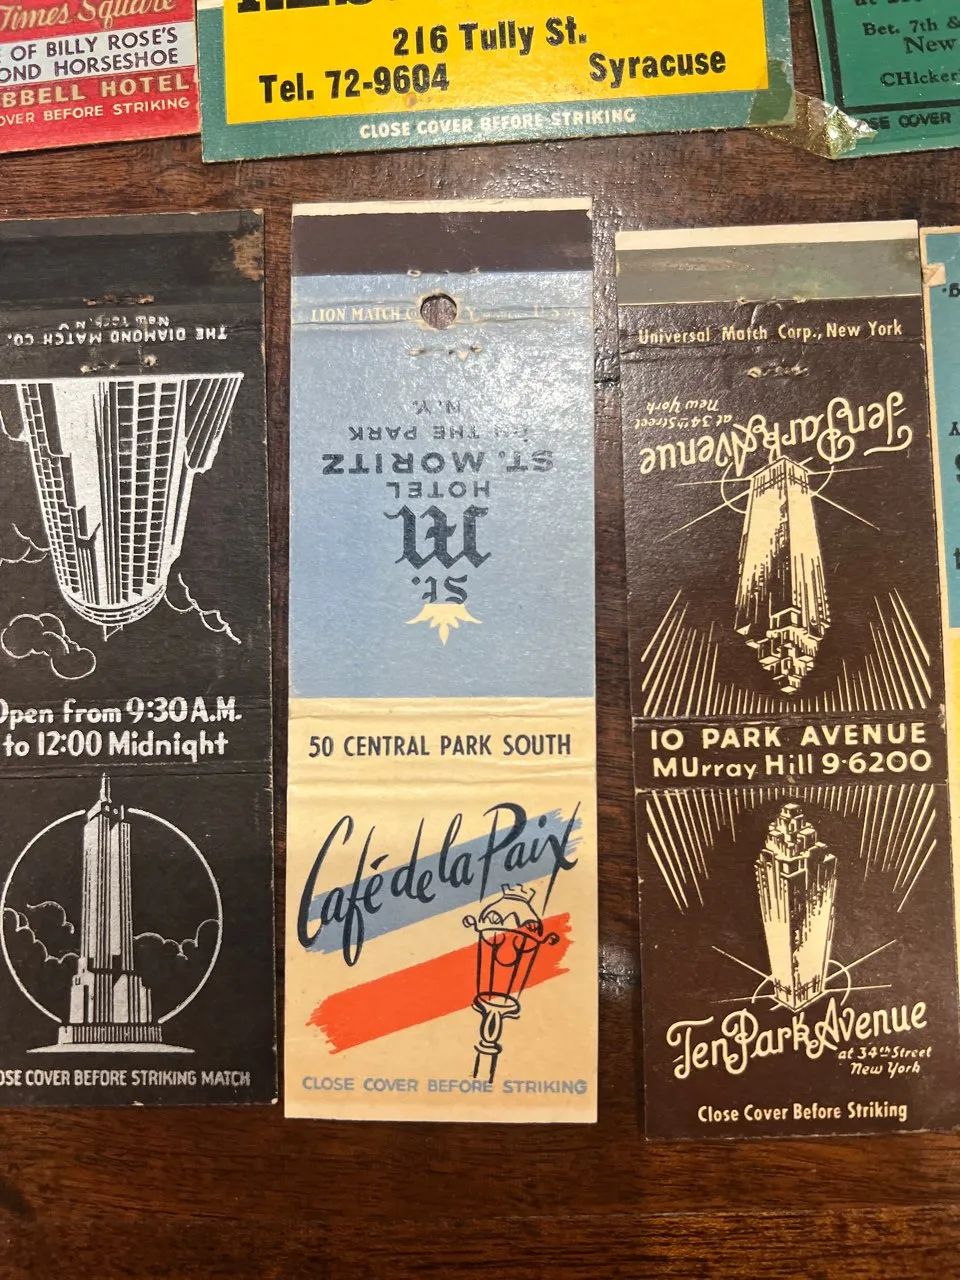 Times Square
OF BILLY ROSE'S
OND HORSESHOE
BBELL HOTEL
OVER BEFORE STRIKING
216 Tully St.
Tel. 72-9604
Syracuse
CLOSE COVER BEFORE STRIKING
Bet. 7th &
New
CHicker
SE COVER
THE DIAMOND MATCH CO.
NEW YORK, N.Y.
Open from 9:30 A.M.
to 12:00 Midnight
OSE COVER BEFORE STRIKING MATCH
LION MATCH
U.S.A.
N.Y.
ON THE PARK
ST. MORITZ
HOTEL
St. M
50 CENTRAL PARK SOUTH
Café de la Paix
CLOSE COVER BEFORE STRIKING
Universal Match Corp., New York
Ten Park Avenue
at 34th Street
New York
10 PARK AVENUE
MUrray Hill 9-6200
Ten Park Avenue
at 34th Street
New York
Close Cover Before Striking